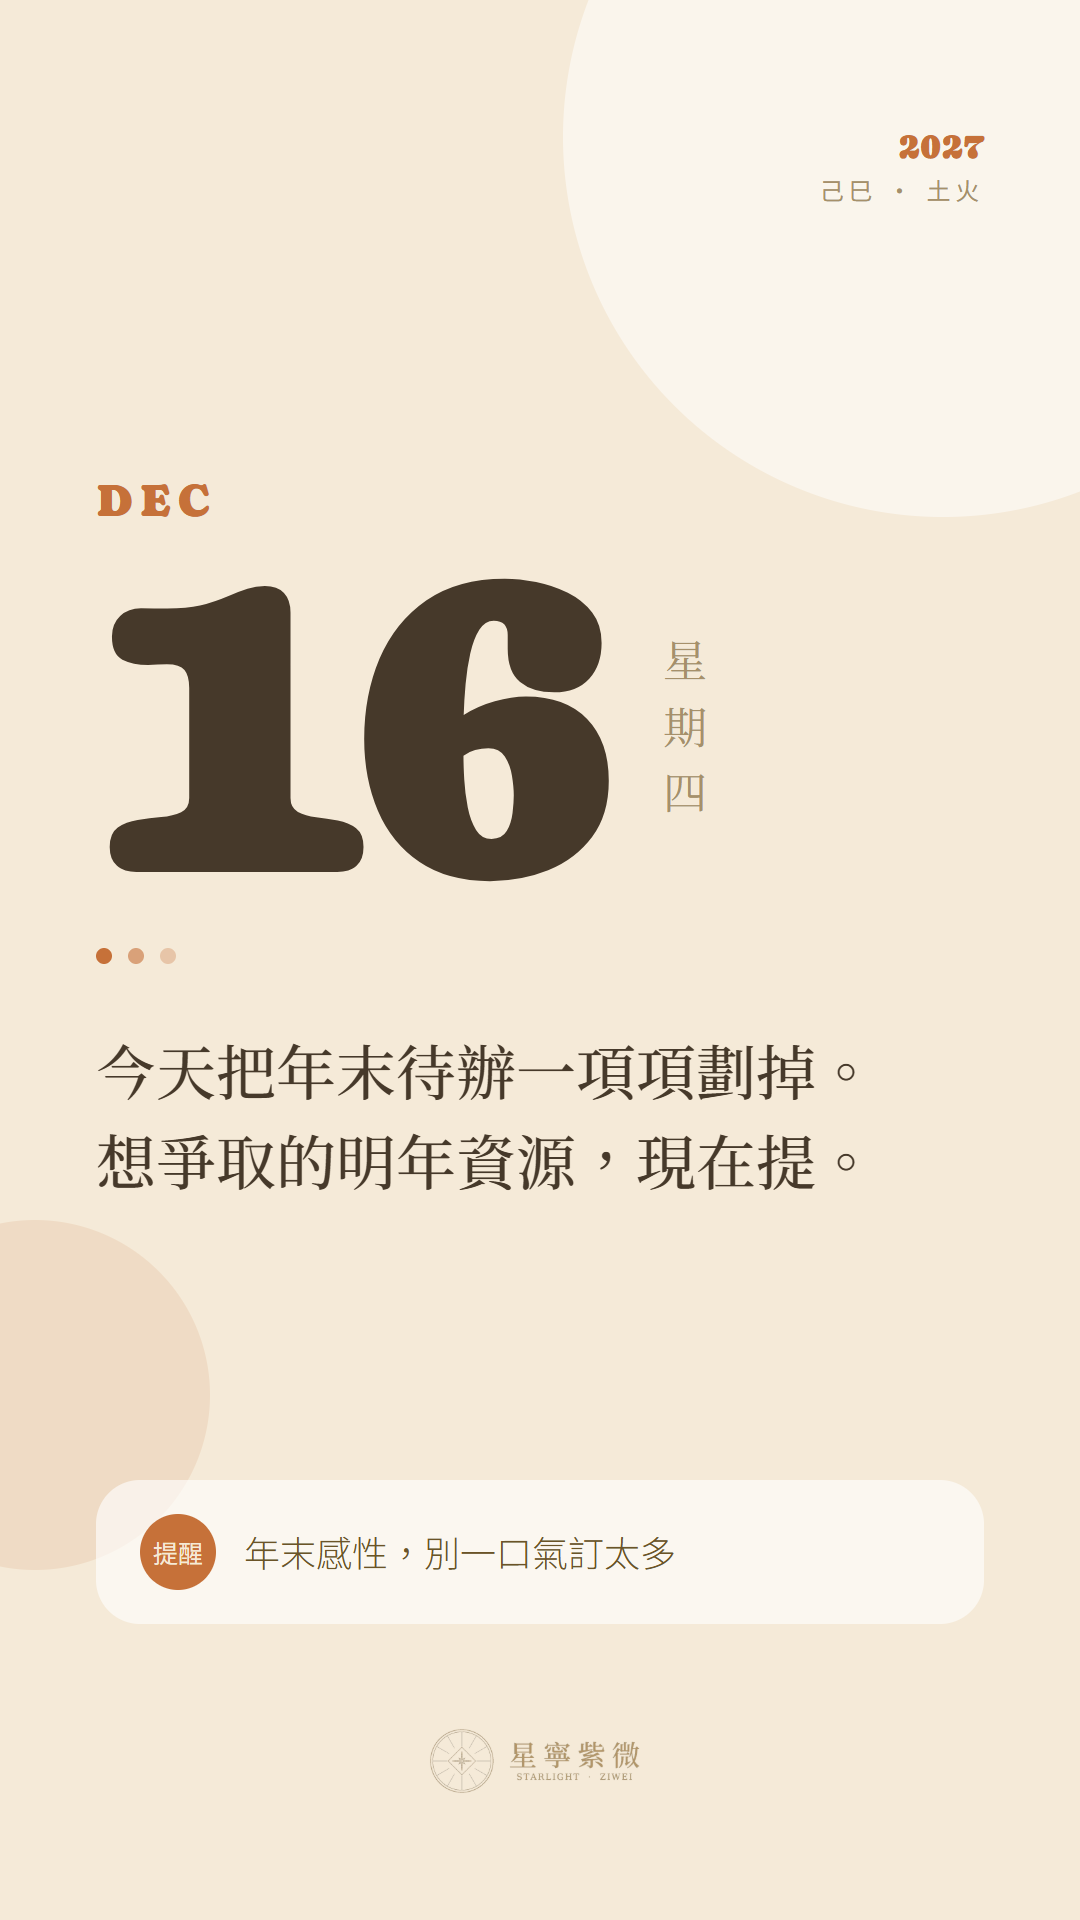 2027
己巳 · 土火
DEC
16
星期四
今天把年末待辦一項項劃掉。
想爭取的明年資源，現在提。
提醒
年末感性，別一口氣訂太多
星寧紫微
STARLIGHT · ZIWEI